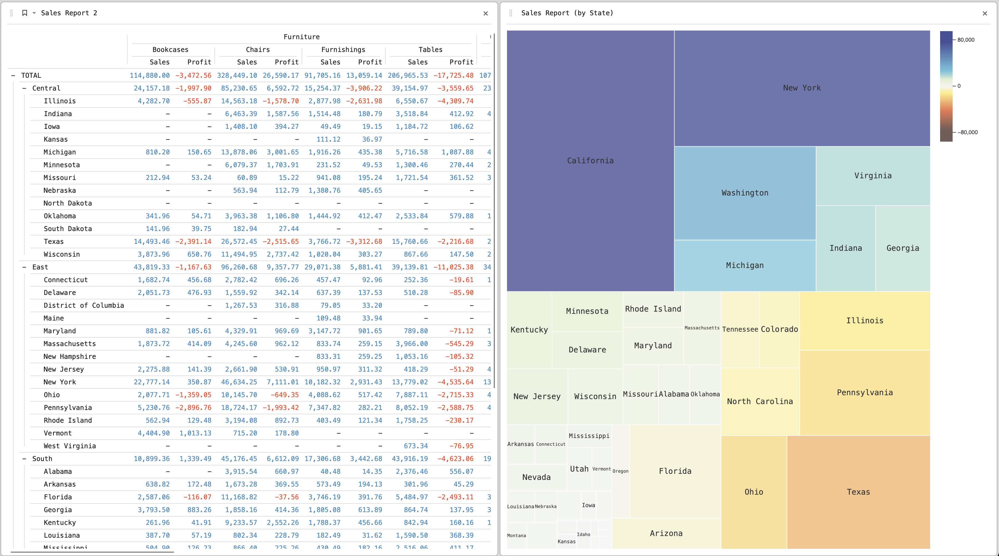 Sales Report 2
Furniture
Bookcases Chairs Furnishings Tables
Sales Profit Sales Profit Sales Profit Sales Profit
− TOTAL 114,880.00 −3,472.56 328,449.10 26,590.17 91,705.16 13,059.14 206,965.53 −17,725.48 107
− Central 24,157.18 −1,997.90 85,230.65 6,592.72 15,254.37 −3,906.22 39,154.97 −3,559.65 23
Illinois 4,282.70 −555.87 14,563.18 −1,578.70 2,877.98 −2,631.98 6,550.67 −4,309.74
Indiana − − 6,463.39 1,587.56 1,514.48 180.79 3,518.84 412.92 4
Iowa − − 1,408.10 394.27 49.49 19.15 1,184.72 106.62
Kansas − − − − 111.12 36.97 − −
Michigan 810.20 150.65 13,878.06 3,001.65 1,916.26 435.38 5,716.58 1,087.88 4
Minnesota − − 6,079.37 1,703.91 231.52 49.53 1,300.46 270.44 2
Missouri 212.94 53.24 60.89 15.22 941.08 195.24 1,721.54 361.52 3
Nebraska − − 563.94 112.79 1,380.76 405.65 − −
North Dakota − − − − − − − −
Oklahoma 341.96 54.71 3,963.38 1,106.80 1,444.92 412.47 2,533.84 579.88 1
South Dakota 141.96 39.75 182.94 27.44 − − − −
Texas 14,493.46 −2,391.14 26,572.45 −2,515.65 3,766.72 −3,312.68 15,760.66 −2,216.68 2
Wisconsin 3,873.96 650.76 11,494.95 2,737.42 1,020.04 303.27 867.66 147.50 2
− East 43,819.33 −1,167.63 96,260.68 9,357.77 29,071.38 5,881.41 39,139.81 −11,025.38 34
Connecticut 1,682.74 456.68 2,782.42 696.26 457.47 92.96 252.36 −19.61 1
Delaware 2,051.73 476.93 1,559.92 342.14 637.39 137.53 510.28 −85.90
District of Columbia − − 1,267.53 316.88 79.05 33.20 − −
Maine − − − − 109.48 33.94 − −
Maryland 881.82 105.61 4,329.91 969.69 3,147.72 901.65 789.80 −71.12 1
Massachusetts 1,873.72 414.09 4,245.60 962.12 833.74 259.15 3,966.00 −545.29 3
New Hampshire − − − − 833.31 259.25 1,053.16 −105.32
New Jersey 2,275.88 141.39 2,661.90 530.91 950.97 311.32 418.29 −51.29 4
New York 22,777.14 350.87 46,634.25 7,111.01 10,182.32 2,931.43 13,779.02 −4,535.64 13
Ohio 2,077.71 −1,359.05 10,145.70 −649.35 4,088.62 517.42 7,887.11 −2,715.33 4
Pennsylvania 5,230.76 −2,896.76 18,724.17 −1,993.42 7,347.82 282.21 8,052.19 −2,588.75 4
Rhode Island 562.94 129.48 3,194.08 892.73 403.49 121.34 1,758.25 −230.17
Vermont 4,404.90 1,013.13 715.20 178.80 − − − −
West Virginia − − − − − − 673.34 −76.95
− South 10,899.36 1,339.49 45,176.45 6,612.09 17,306.68 3,442.68 43,916.19 −4,623.06 19
Alabama − − 3,915.54 660.97 40.48 14.35 2,376.46 556.07
Arkansas 638.82 172.48 1,673.28 369.55 573.49 194.13 301.96 45.29
Florida 2,587.06 −116.07 11,168.82 −37.56 3,746.19 391.76 5,484.97 −2,493.11 3
Georgia 3,793.50 883.26 1,858.16 414.36 1,805.08 613.89 864.74 137.95 3
Kentucky 261.96 41.91 9,233.57 2,552.26 1,788.37 456.66 842.94 160.16 1
Louisiana 387.70 57.19 802.34 228.79 182.49 31.62 1,590.50 368.39
Mississippi 504.90 126.23 866.40 225.26 430.49 182.16 2,516.06 411.17
Sales Report (by State)
California
New York
Washington
Virginia
Michigan
Indiana
Georgia
Kentucky
Minnesota
Delaware
Rhode Island
Maryland
Massachusetts
Tennessee
Colorado
Illinois
New Jersey
Wisconsin
Missouri
Alabama
Oklahoma
North Carolina
Pennsylvania
Arkansas
Connecticut
Mississippi
Nevada
Utah
Vermont
Oregon
Florida
Ohio
Texas
Louisiana
Nebraska
Iowa
Montana
Kansas
Idaho
Arizona
80,000
0
−80,000